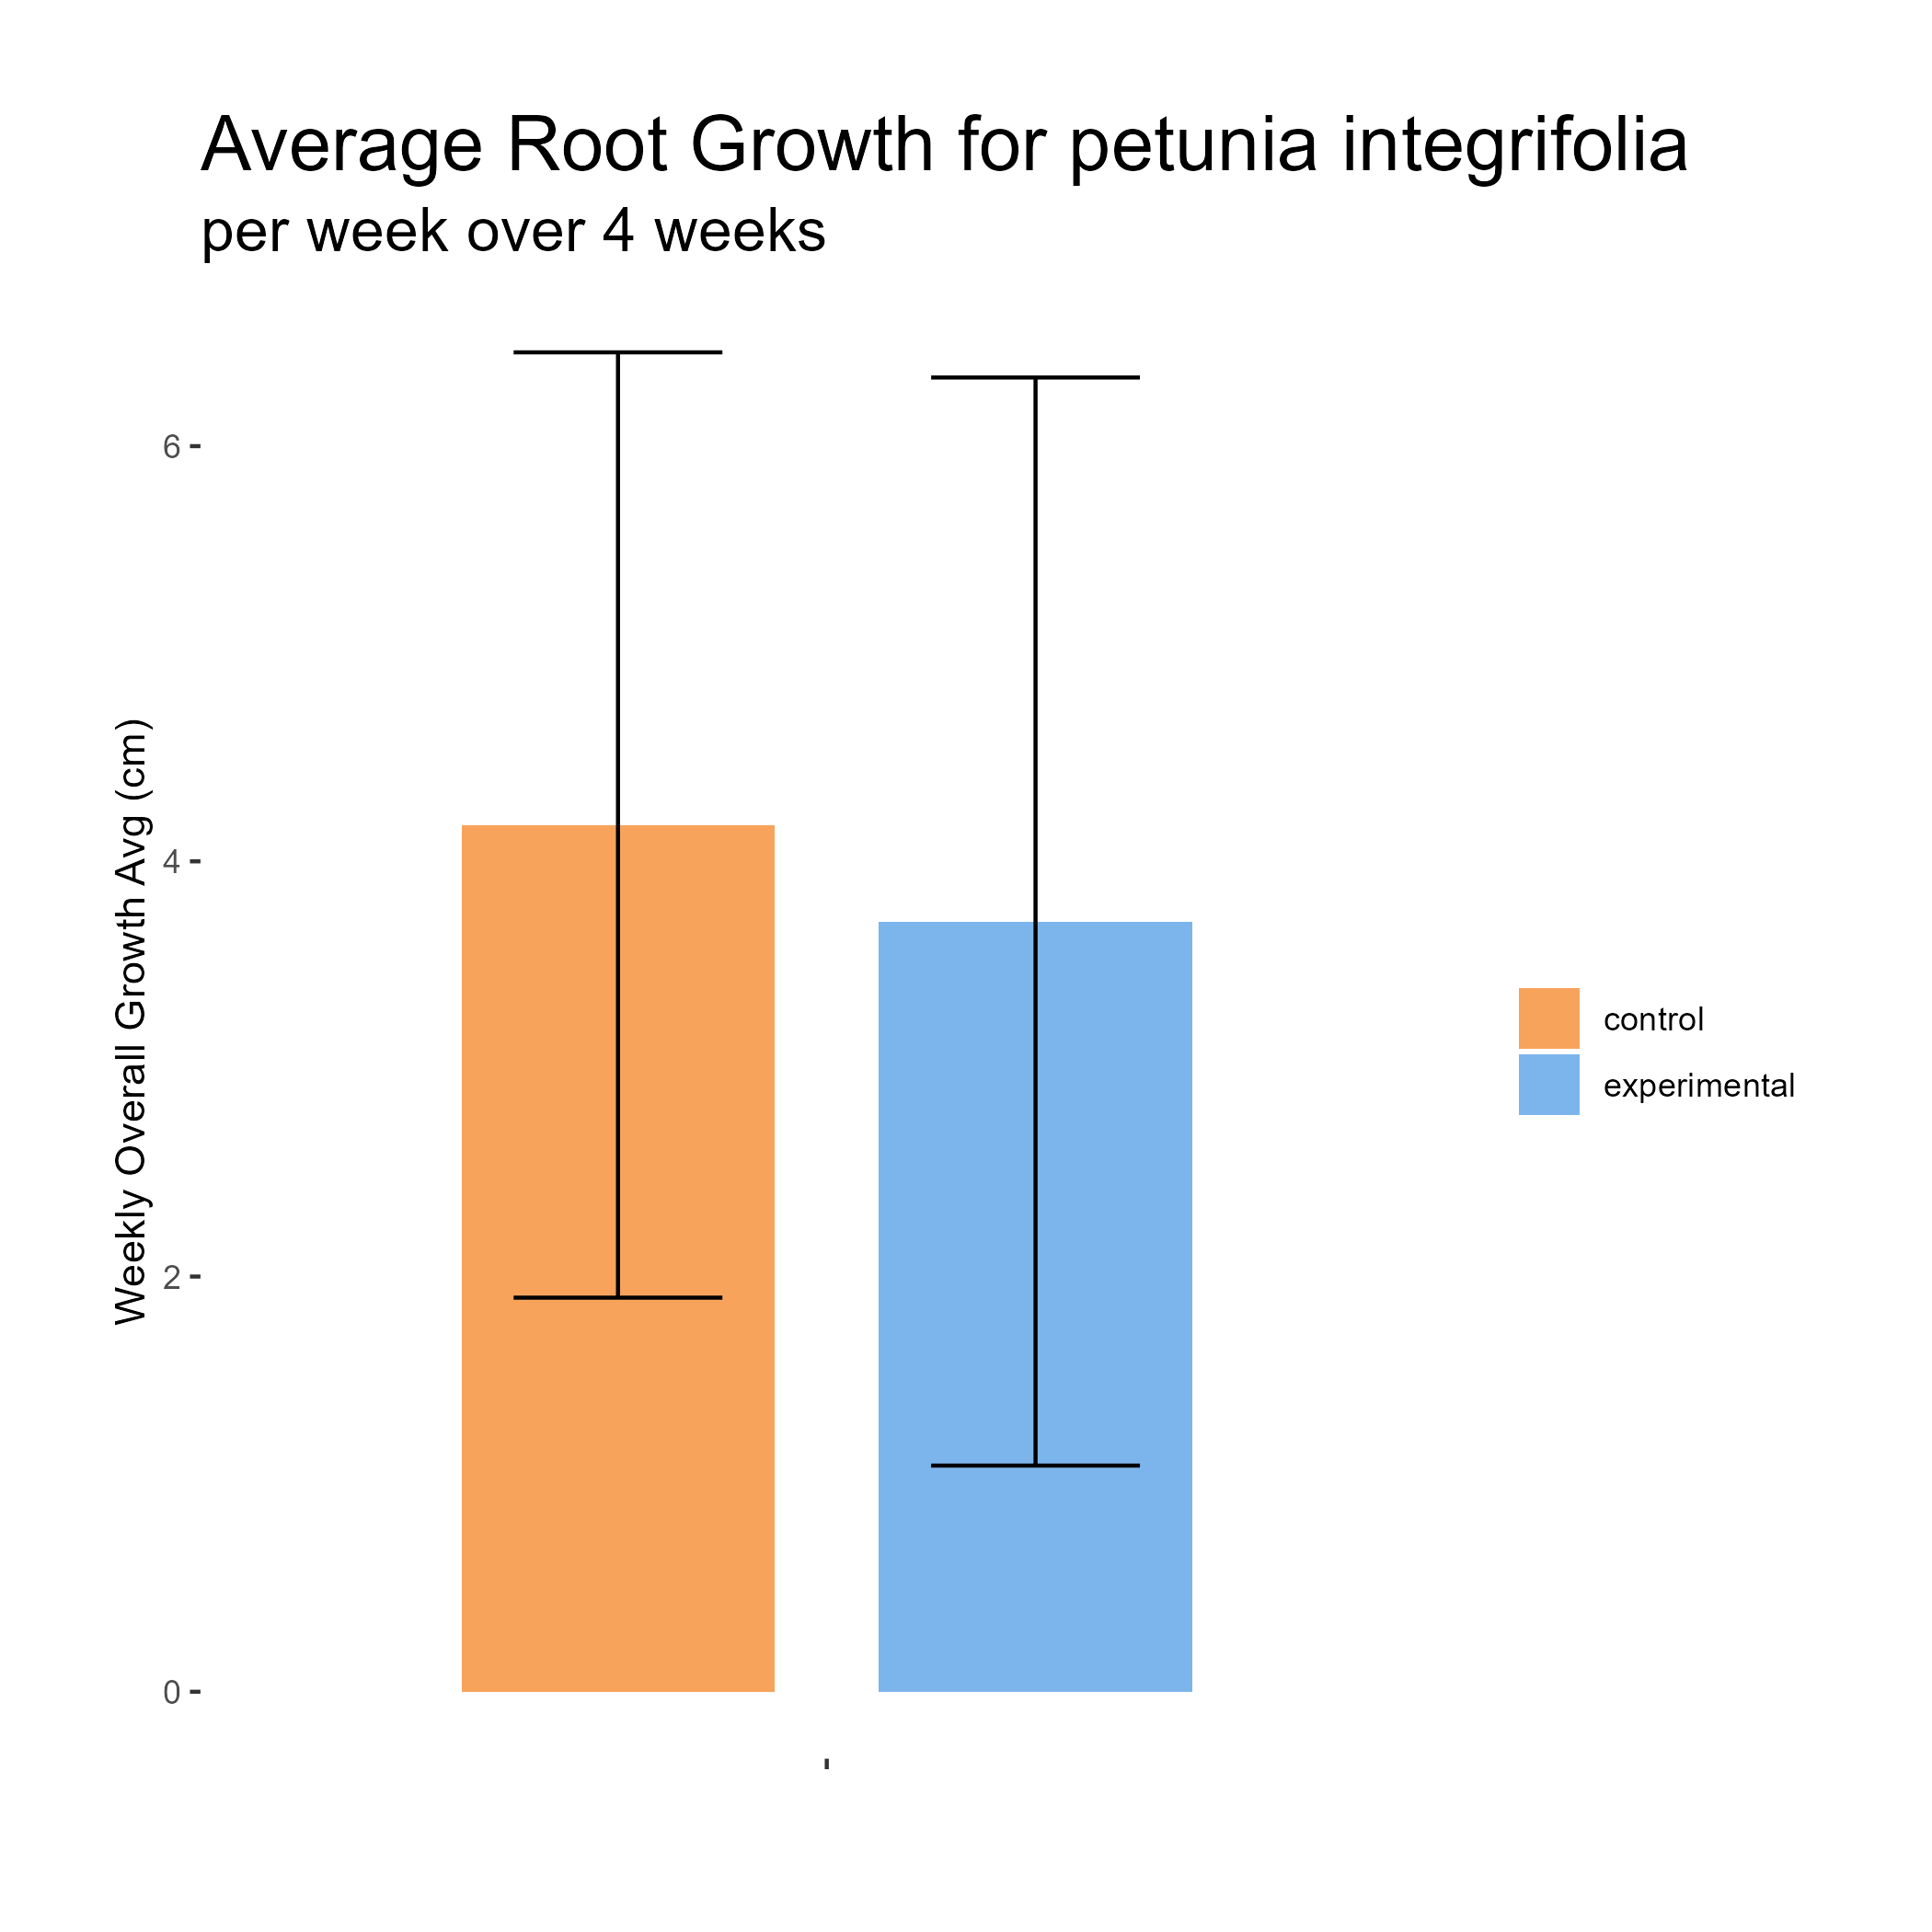 Average Root Growth for petunia integrifolia
per week over 4 weeks
Weekly Overall Growth Avg (cm)
6
4
2
0
control
experimental